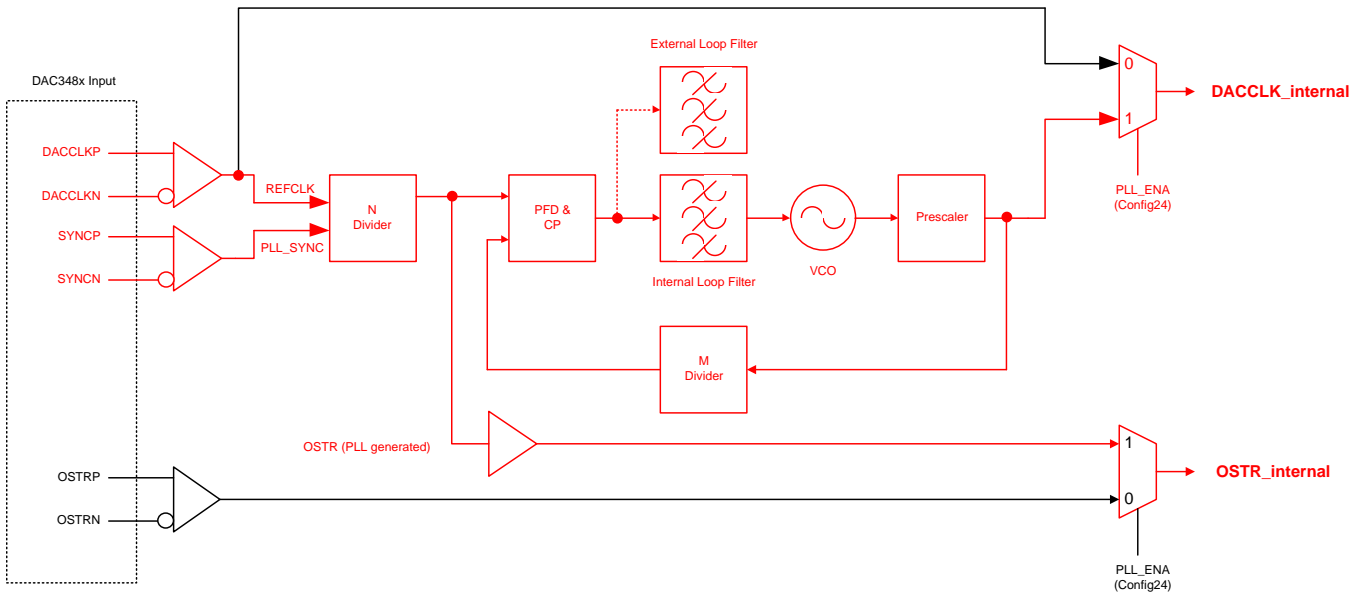 External Loop Filter
DAC348x Input
0
DACCLK_internal
1
DACCLKP
DACCLKN
REFCLK
SYNCP
PLL_SYNC
SYNCN
N
Divider
PFD &
CP
Prescaler
VCO
Internal Loop Filter
PLL_ENA
(Config24)
M
Divider
OSTR (PLL generated)
1
OSTR_internal
0
OSTRP
OSTRN
PLL_ENA
(Config24)